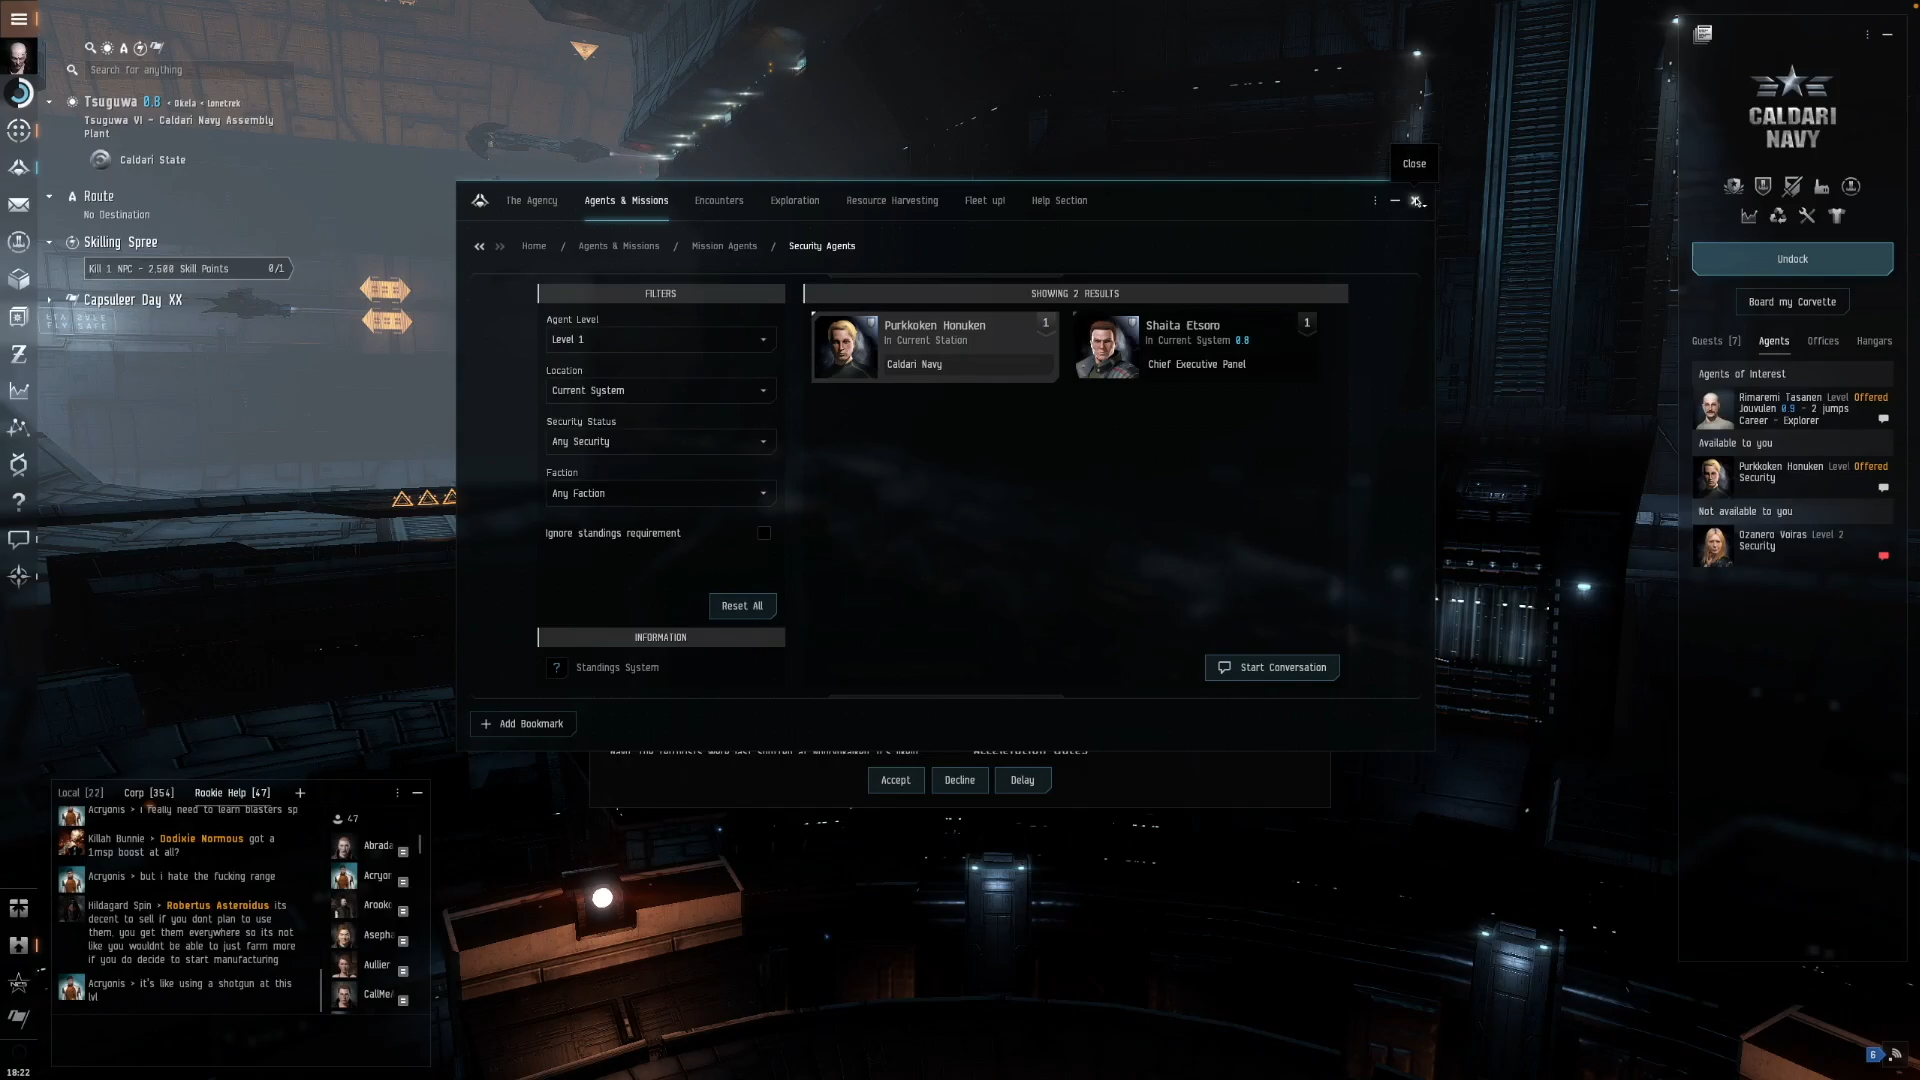 Search for anything
Tsuguwa 0.8 < Okela < Lonetrek
Tsuguwa VI - Caldari Navy Assembly
Plant
Caldari State
Route
No Destination
Skilling Spree
Kill 1 NPC - 2,500 Skill Points 0/1
Capsuleer Day XX
FLY SAFE
Close
The Agency Agents & Missions Encounters Exploration Resource Harvesting Fleet up! Help Section
Home / Agents & Missions / Mission Agents / Security Agents
FILTERS
Agent Level
Level 1
Location
Current System
Security Status
Any Security
Faction
Any Faction
Ignore standings requirement
Reset All
INFORMATION
? Standings System
SHOWING 2 RESULTS
Purkkoken Honuken 1
In Current Station
Caldari Navy
Shaita Etsoro 1
In Current System 0.8
Chief Executive Panel
Start Conversation
+ Add Bookmark
Accept Decline Delay
CALDARI
NAVY
Undock
Board my Corvette
Guests [7] Agents Offices Hangars
Agents of Interest
Rimaremi Tasanen Level Offered
Jouvulen 0.9 - 2 jumps
Career - Explorer
Available to you
Purkkoken Honuken Level Offered
Security
Not available to you
Ozanero Voiras Level 2
Security
Local [22] Corp [354] Rookie Help [47] +
Acryonis > i really need to learn blasters sp
Killah Bunnie > Dodixie Normous got a
1msp boost at all?
Acryonis > but i hate the fucking range
Hildagard Spin > Robertus Asteroidus its
decent to sell if you dont plan to use
them, you get them everywhere so its not
like you wouldnt be able to just farm more
if you do decide to start manufacturing
Acryonis > it's like using a shotgun at this
lvl
47
Abrada
Acryon
Arooko
Asepha
Aullier
CallMeA
NES
18:22
6